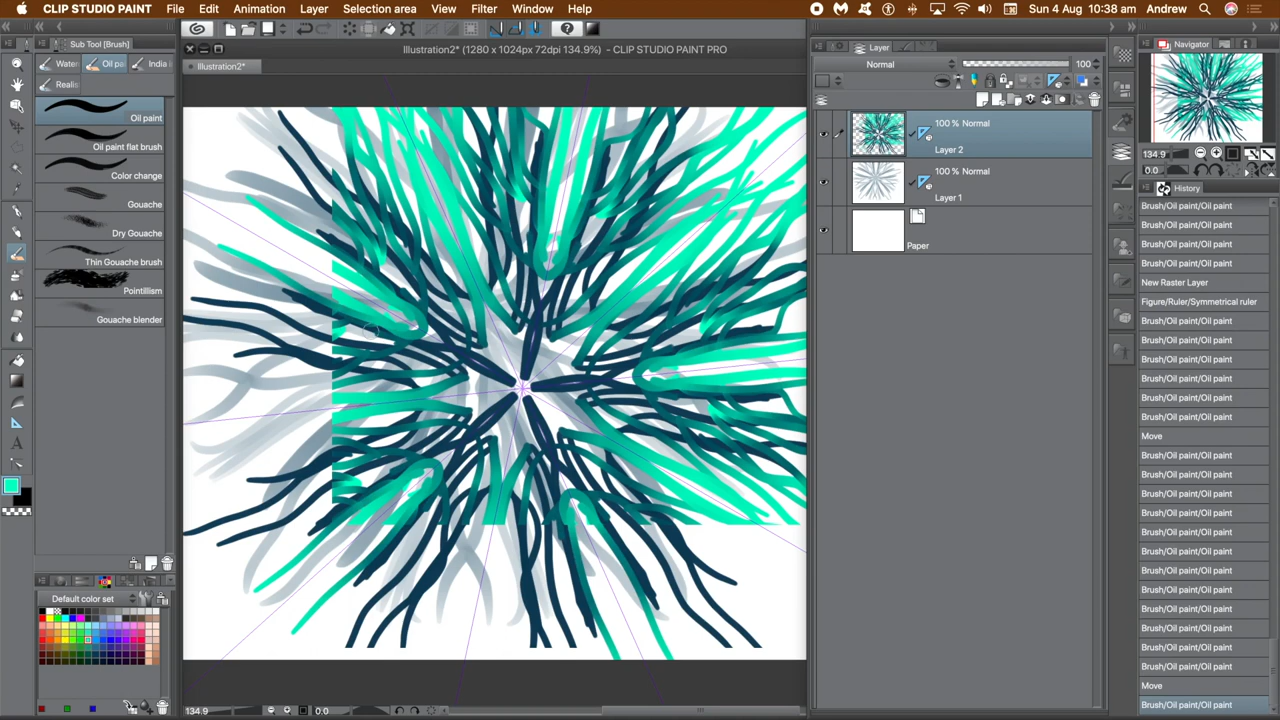 CLIP STUDIO PAINT File Edit Animation Layer Selection area View Filter Window Help Sun 4 Aug 10:38 am Andrew
Sub Tool [Brush]
Illustration2* (1280 x 1024px 72dpi 134.9%) - CLIP STUDIO PAINT PRO
Layer
Navigator
Water
Oil pa
India i
Realis
Illustration2*
Normal
100
Oil paint
Oil paint flat brush
Color change
Gouache
Dry Gouache
Thin Gouache brush
Pointillism
Gouache blender
100 % Normal
Layer 2
100 % Normal
Layer 1
Paper
134.9
0.0
History
Brush/Oil paint/Oil paint
Brush/Oil paint/Oil paint
Brush/Oil paint/Oil paint
Brush/Oil paint/Oil paint
New Raster Layer
Figure/Ruler/Symmetrical ruler
Brush/Oil paint/Oil paint
Brush/Oil paint/Oil paint
Brush/Oil paint/Oil paint
Brush/Oil paint/Oil paint
Brush/Oil paint/Oil paint
Brush/Oil paint/Oil paint
Move
Brush/Oil paint/Oil paint
Brush/Oil paint/Oil paint
Brush/Oil paint/Oil paint
Brush/Oil paint/Oil paint
Brush/Oil paint/Oil paint
Brush/Oil paint/Oil paint
Brush/Oil paint/Oil paint
Brush/Oil paint/Oil paint
Brush/Oil paint/Oil paint
Brush/Oil paint/Oil paint
Brush/Oil paint/Oil paint
Brush/Oil paint/Oil paint
Move
Brush/Oil paint/Oil paint
A
Default color set
134.9
0.0